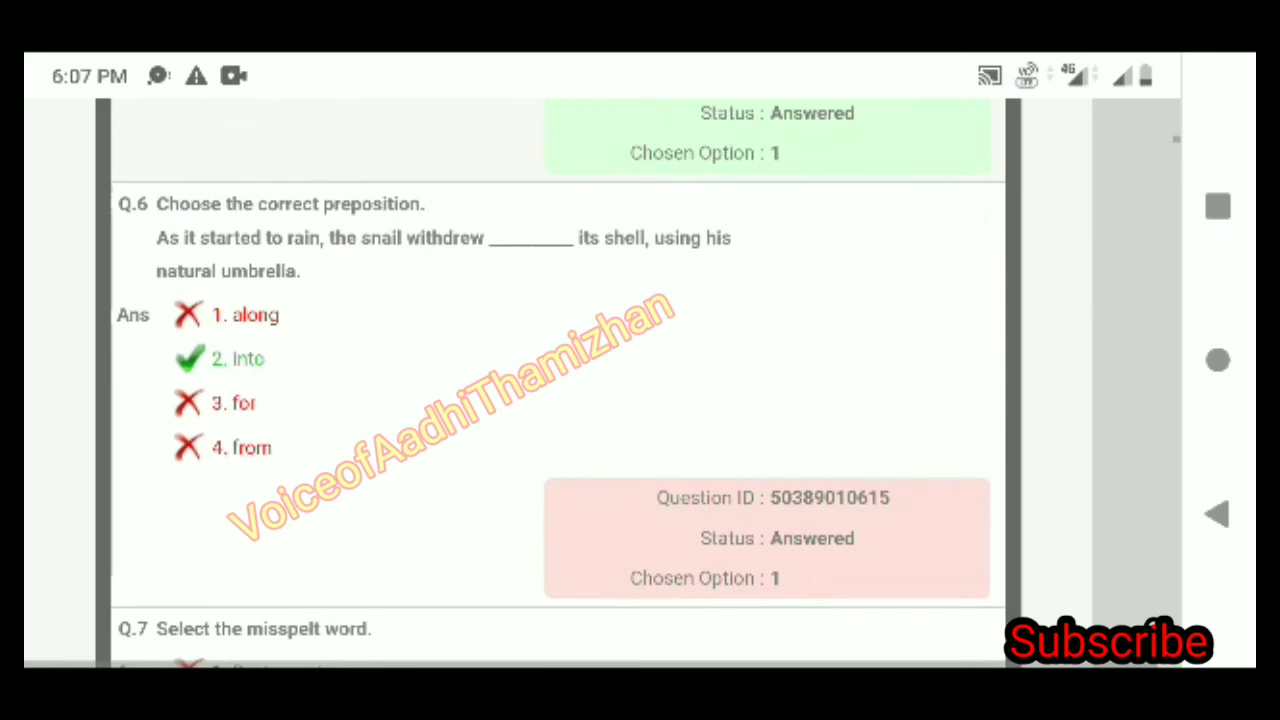 6:07 PM
4G
Status : Answered
Chosen Option : 1
Q.6 Choose the correct preposition.
As it started to rain, the snail withdrew _________ its shell, using his
natural umbrella.
Ans 1. along
2. Into
3. for
4. from
VoiceofAadhiThamizhan
Question ID : 50389010615
Status : Answered
Chosen Option : 1
Q.7 Select the misspelt word.
Subscribe